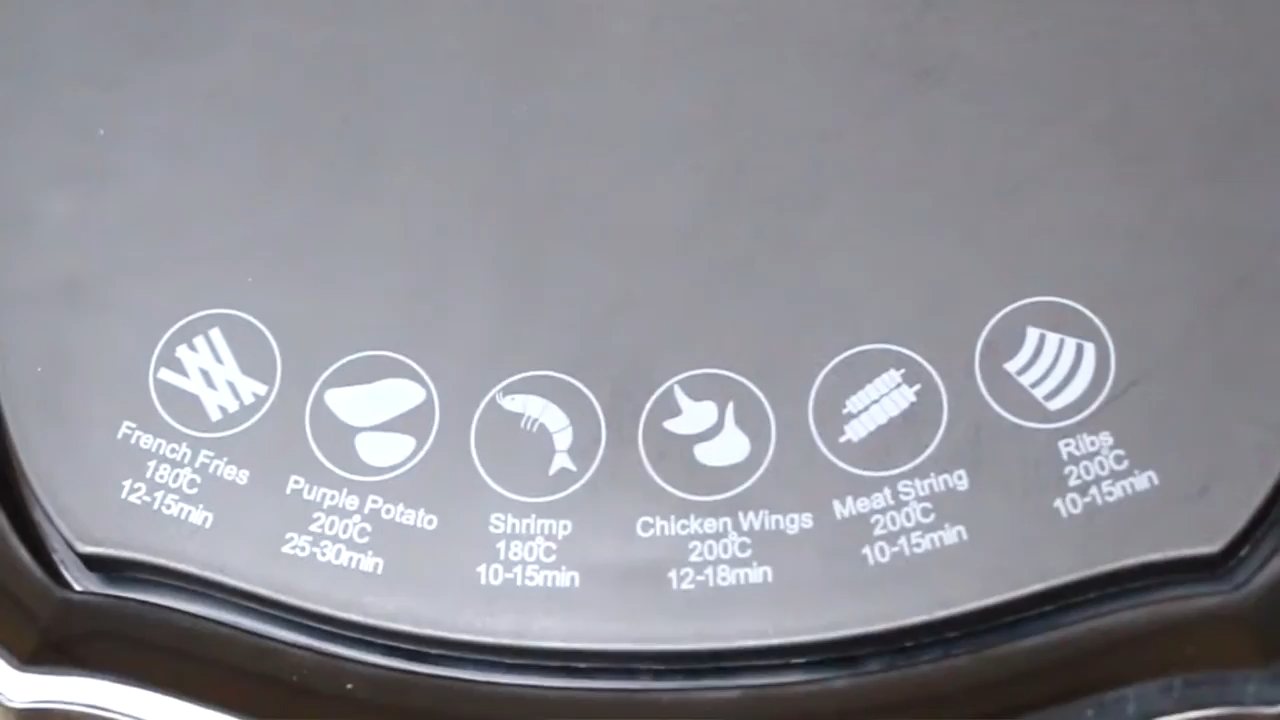 French Fries
180℃
12-15min
Purple Potato
200℃
25-30min
Shrimp
180℃
10-15min
Chicken Wings
200℃
12-18min
Meat String
200℃
10-15min
Ribs
200℃
10-15min